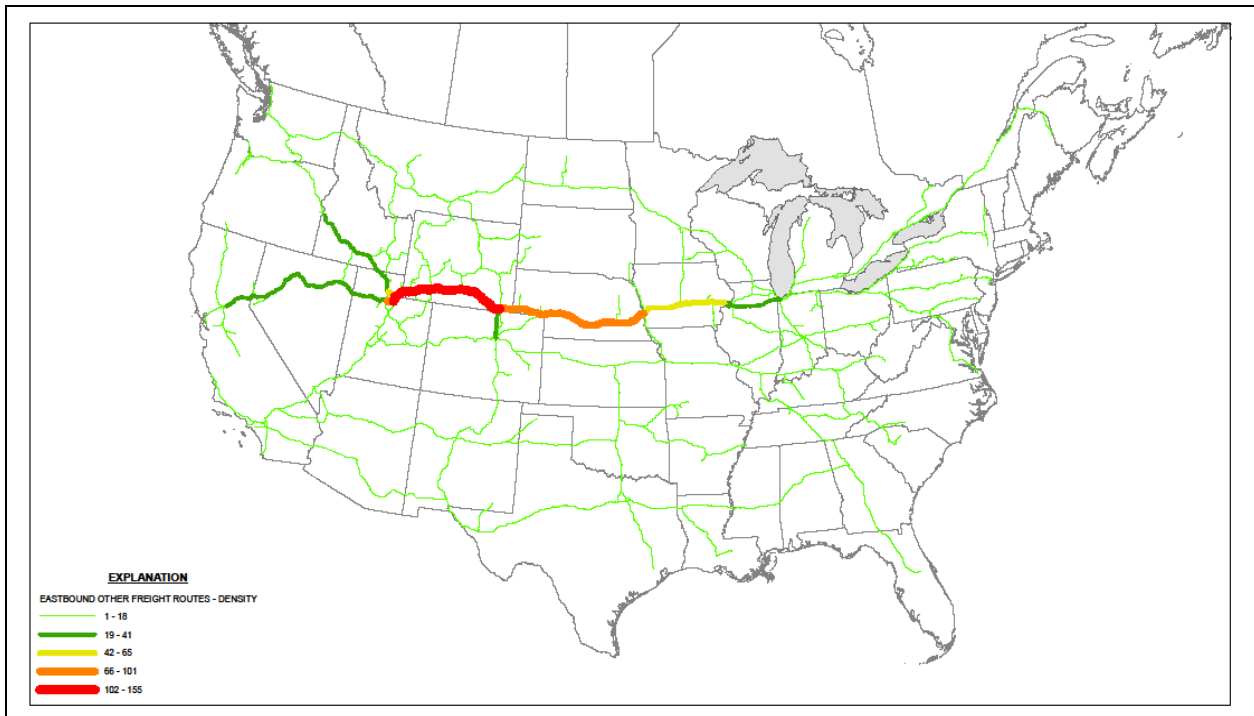 EXPLANATION
EASTBOUND OTHER FREIGHT ROUTES - DENSITY
1 - 18
19 - 41
42 - 65
66 - 101
102 - 155